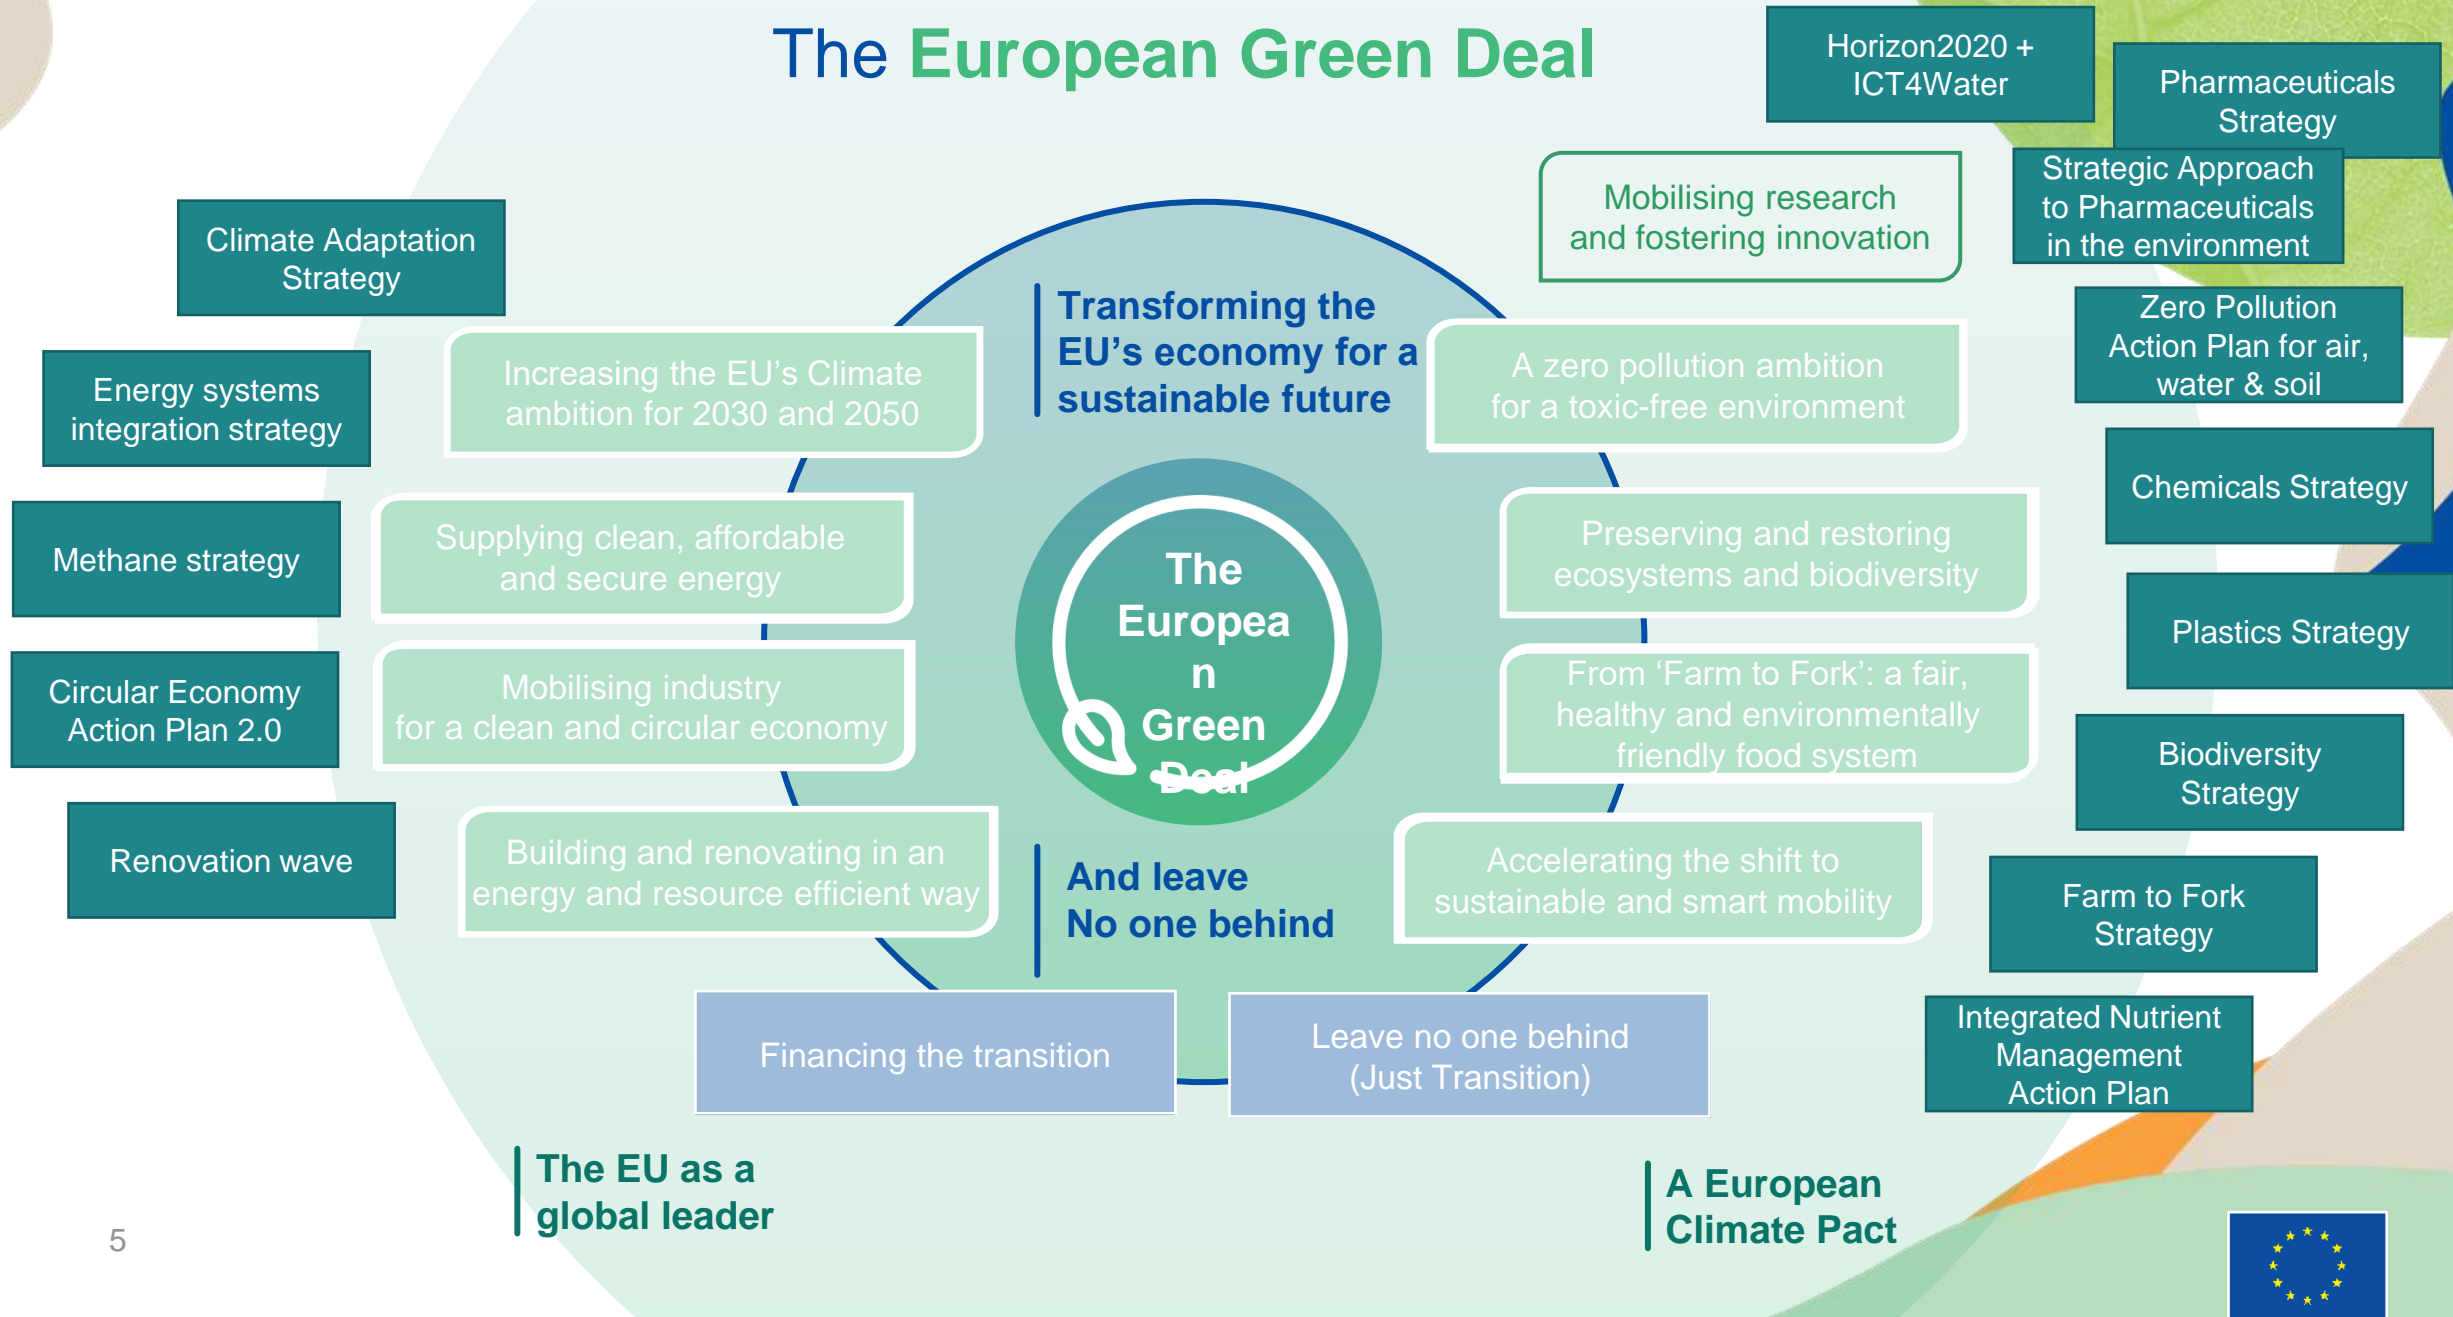 The European Green Deal
Horizon2020 +
ICT4Water
Pharmaceuticals
Strategy
Strategic Approach
to Pharmaceuticals
in the environment
Mobilising research
and fostering innovation
Climate Adaptation
Strategy
Zero Pollution
Action Plan for air,
water & soil
Transforming the
EU’s economy for a
sustainable future
Increasing the EU’s Climate
ambition for 2030 and 2050
A zero pollution ambition
for a toxic-free environment
Energy systems
integration strategy
Chemicals Strategy
Methane strategy
Supplying clean, affordable
and secure energy
The
Europea
n
Green
Deal
Preserving and restoring
ecosystems and biodiversity
Plastics Strategy
Circular Economy
Action Plan 2.0
Mobilising industry
for a clean and circular economy
From ‘Farm to Fork’: a fair,
healthy and environmentally
friendly food system
Biodiversity
Strategy
Renovation wave
Building and renovating in an
energy and resource efficient way
And leave
No one behind
Accelerating the shift to
sustainable and smart mobility
Farm to Fork
Strategy
Financing the transition
Leave no one behind
(Just Transition)
Integrated Nutrient
Management
Action Plan
The EU as a
global leader
A European
Climate Pact
5